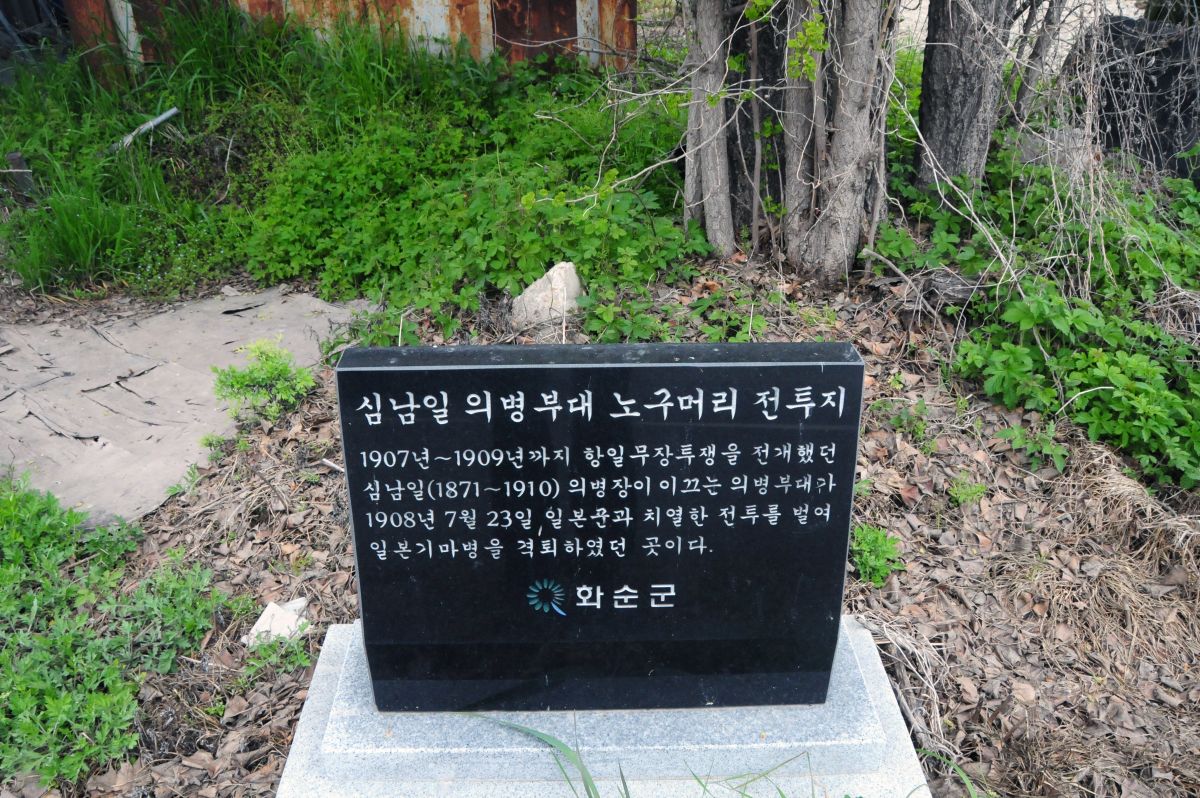 심남일 의병부대 노구머리 전투지
1907년~1909년까지 항일무장투쟁을 전개했던
심남일(1871~1910) 의병장이 이끄는 의병부대가
1908년 7월 23일, 일본군과 치열한 전투를 벌여
일본기마병을 격퇴하였던 곳이다.
화순군